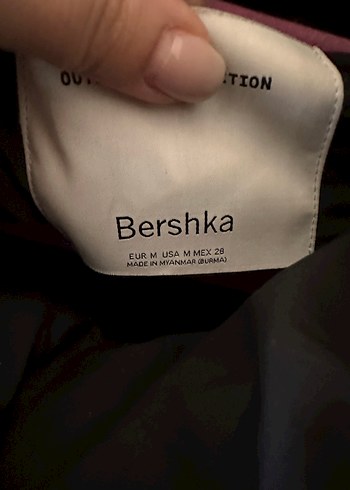 Bershka
EUR M USA M MEX 28
MADE IN MYANMAR (BURMA)